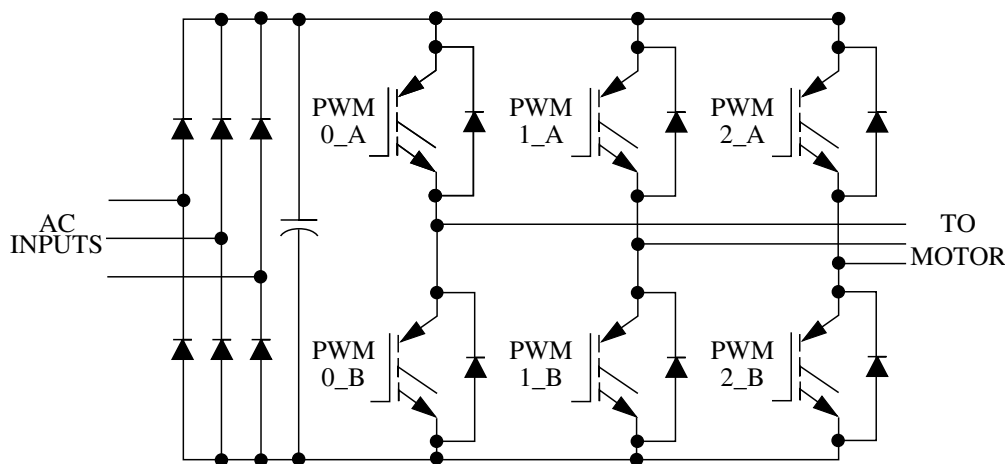 PWM
0_A
PWM
1_A
PWM
2_A
AC
INPUTS
TO
MOTOR
PWM
0_B
PWM
1_B
PWM
2_B